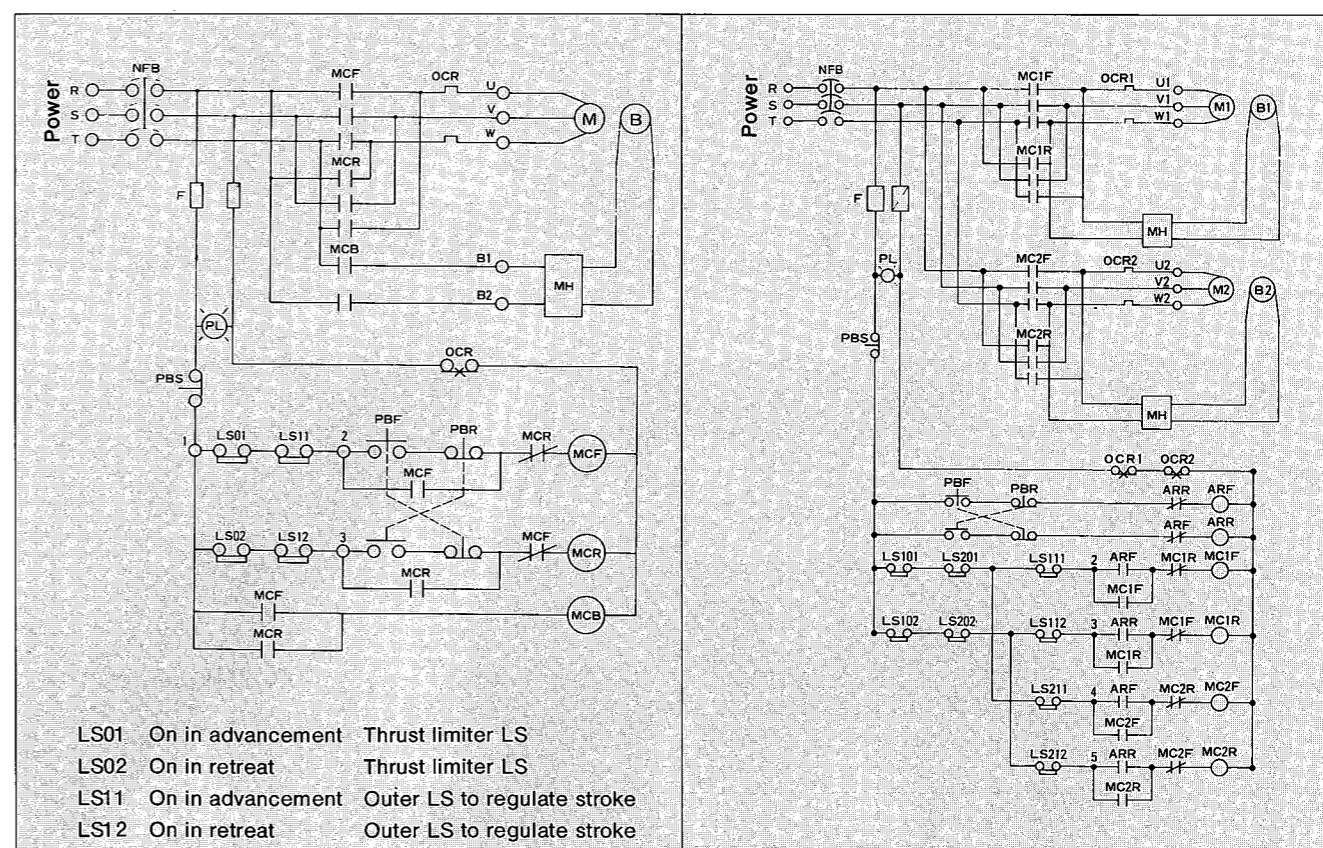 Power
NFB
R
S
T
MCF
OCR
U
V
W
M
B
MCR
F
MCB
B1
B2
MH
PL
OCR
PBS
PBF
PBR
1
LS01
LS11
2
MCR
MCF
MCF
LS02
LS12
3
MCF
MCR
MCR
MCF
MCB
MCR
LS01 On in advancement Thrust limiter LS
LS02 On in retreat Thrust limiter LS
LS11 On in advancement Outer LS to regulate stroke
LS12 On in retreat Outer LS to regulate stroke
Power
NFB
R
S
T
MC1F
OCR1
U1
V1
W1
M1
B1
MC1R
F
MH
PL
MC2F
OCR2
U2
V2
W2
M2
B2
MC2R
PBS
MH
OCR1 OCR2
PBF
PBR
ARR ARF
ARF ARR
LS101 LS201 LS111 2 ARF MC1R MC1F
MC1F
LS102 LS202 LS112 3 ARR MC1F MC1R
MC1R
LS211 4 ARF MC2R MC2F
MC2F
LS212 5 ARR MC2F MC2R
MC2R